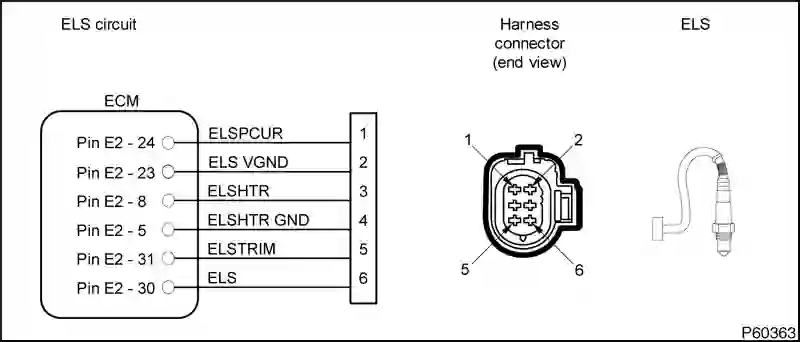 ELS circuit
Harness
connector
(end view)
ELS
ECM
Pin E2 - 24 ELSPCUR 1
Pin E2 - 23 ELS VGND 2
Pin E2 - 8 ELSHTR 3
Pin E2 - 5 ELSHTR GND 4
Pin E2 - 31 ELSTRIM 5
Pin E2 - 30 ELS 6
1 2
5 6
P60363